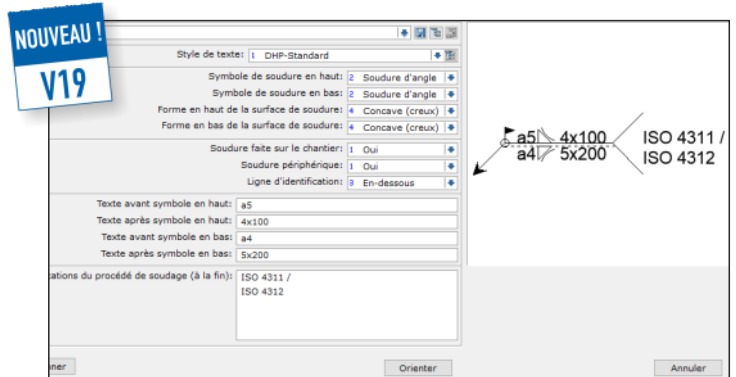 NOUVEAU !
V19
Style de texte: 1 DHP-Standard
Symbole de soudure en haut: 2 Soudure d'angle
Symbole de soudure en bas: 2 Soudure d'angle
Forme en haut de la surface de soudure: 4 Concave (creux)
Forme en bas de la surface de soudure: 4 Concave (creux)
Soudure faite sur le chantier: 1 Oui
Soudure périphérique: 1 Oui
Ligne d'identification: 3 En-dessous
Texte avant symbole en haut: a5
Texte après symbole en haut: 4x100
Texte avant symbole en bas: a4
Texte après symbole en bas: 5x200
cations du procédé de soudage (à la fin): ISO 4311 /
ISO 4312
ner Orienter Annuler
a5 4x100 ISO 4311 /
a4 5x200 ISO 4312